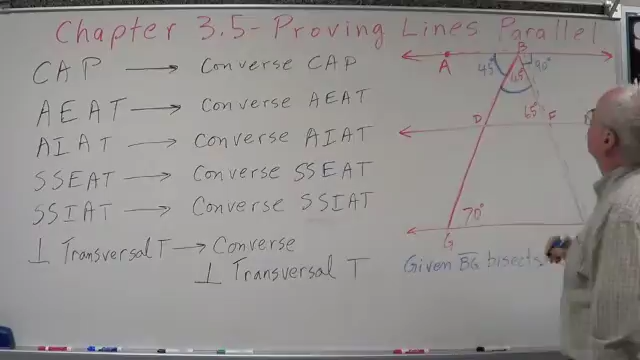 Chapter 3.5 - Proving Lines Parallel
CAP → Converse CAP
AEAT → Converse AEAT
AIAT → Converse AIAT
SSEAT → Converse SSEAT
SSIAT → Converse SSIAT
⊥ Transversal T → Converse
⊥ Transversal T
B
A
45°
90°
45°
65°
D
F
70°
G
Given BG bisects